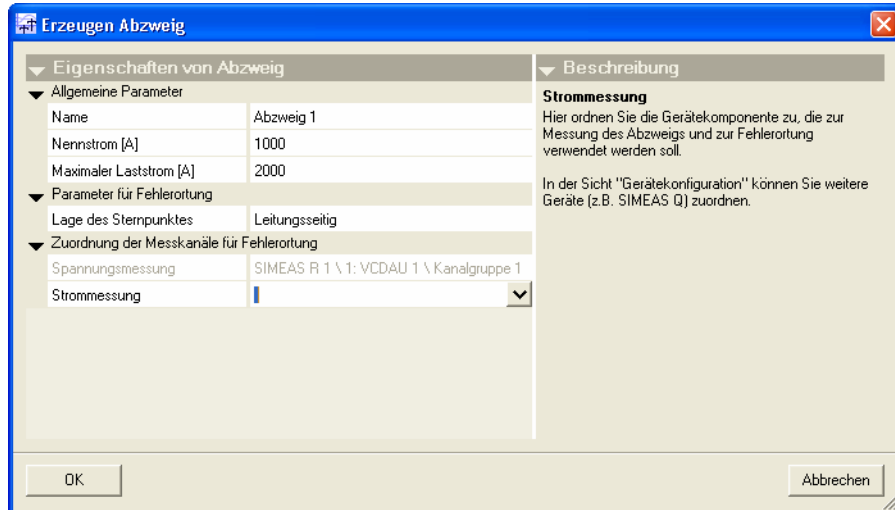 Erzeugen Abzweig
Eigenschaften von Abzweig
Allgemeine Parameter
Name Abzweig 1
Nennstrom [A] 1000
Maximaler Laststrom [A] 2000
Parameter für Fehlerortung
Lage des Sternpunktes Leitungsseitig
Zuordnung der Messkanäle für Fehlerortung
Spannungsmessung SIMEAS R 1 \ 1: VCDAU 1 \ Kanalgruppe 1
Strommessung
Beschreibung
Strommessung
Hier ordnen Sie die Gerätekomponente zu, die zur
Messung des Abzweigs und zur Fehlerortung
verwendet werden soll.
In der Sicht "Gerätekonfiguration" können Sie weitere
Geräte (z.B. SIMEAS Q) zuordnen.
OK
Abbrechen